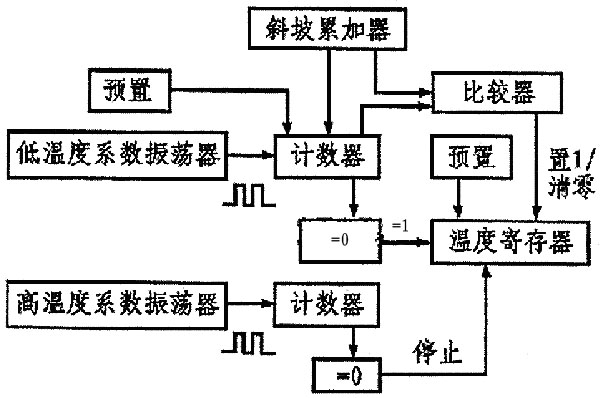 斜坡累加器
预置
比较器
低温度系数振荡器
计数器
预置
置1/
清零
=0
=1
温度寄存器
高温度系数振荡器
计数器
停止
=0